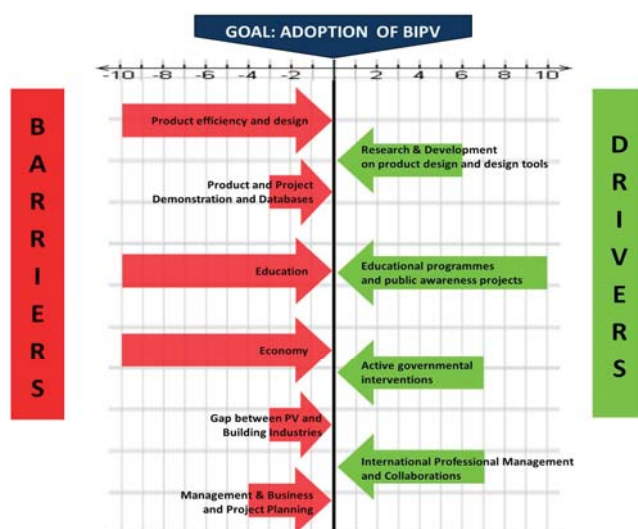 GOAL: ADOPTION OF BIPV
-10 -8 -6 -4 -2 0 2 4 6 8 10
BARRIERS
Product efficiency and design
Research & Development
on product design and design tools
Product and Project
Demonstration and Databases
Education
Educational programmes
and public awareness projects
Economy
Active governmental
interventions
Gap between PV and
Building Industries
International Professional Management
and Collaborations
Management & Business
and Project Planning
DRIVERS